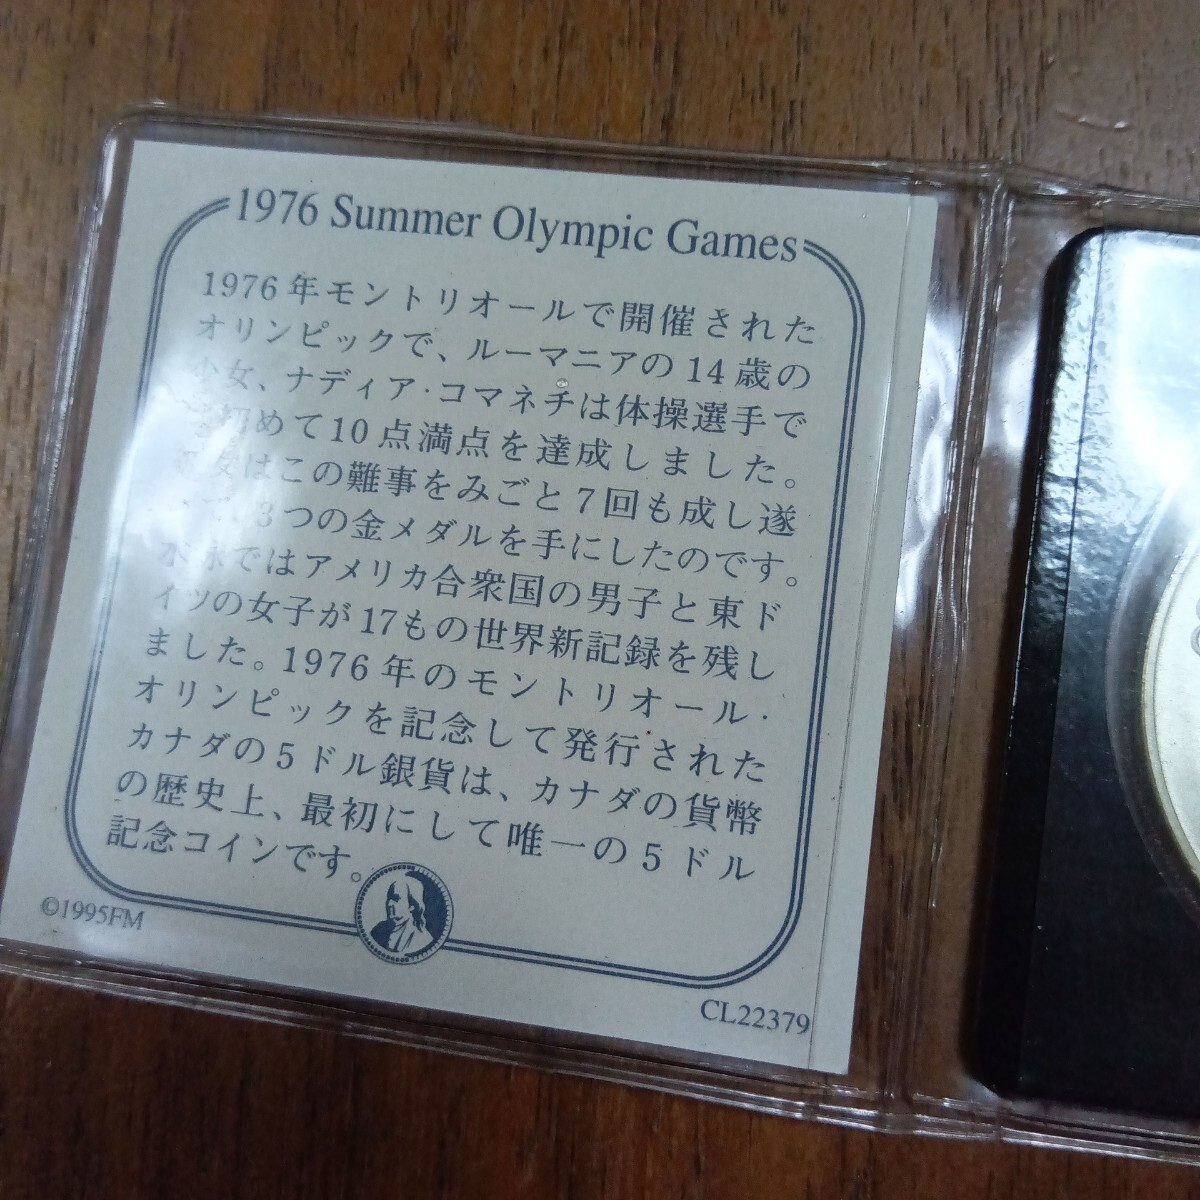 1976 Summer Olympic Games
1976年モントリオールで開催された
オリンピックで、ルーマニアの14歳の
少女、ナディア·コマネチは体操選手で
初めて10点満点を達成しました。
女はこの難事をみごと7回も成し遂
3つの金メダルを手にしたのです。
水泳ではアメリカ合衆国の男子と東ド
イツの女子が17もの世界新記録を残し
ました。1976年のモントリオール·
オリンピックを記念して発行された
カナダの5ドル銀貨は、カナダの貨幣
の歴史上、最初にして唯一の5ドル
記念コインです。
©1995FM
CL22379